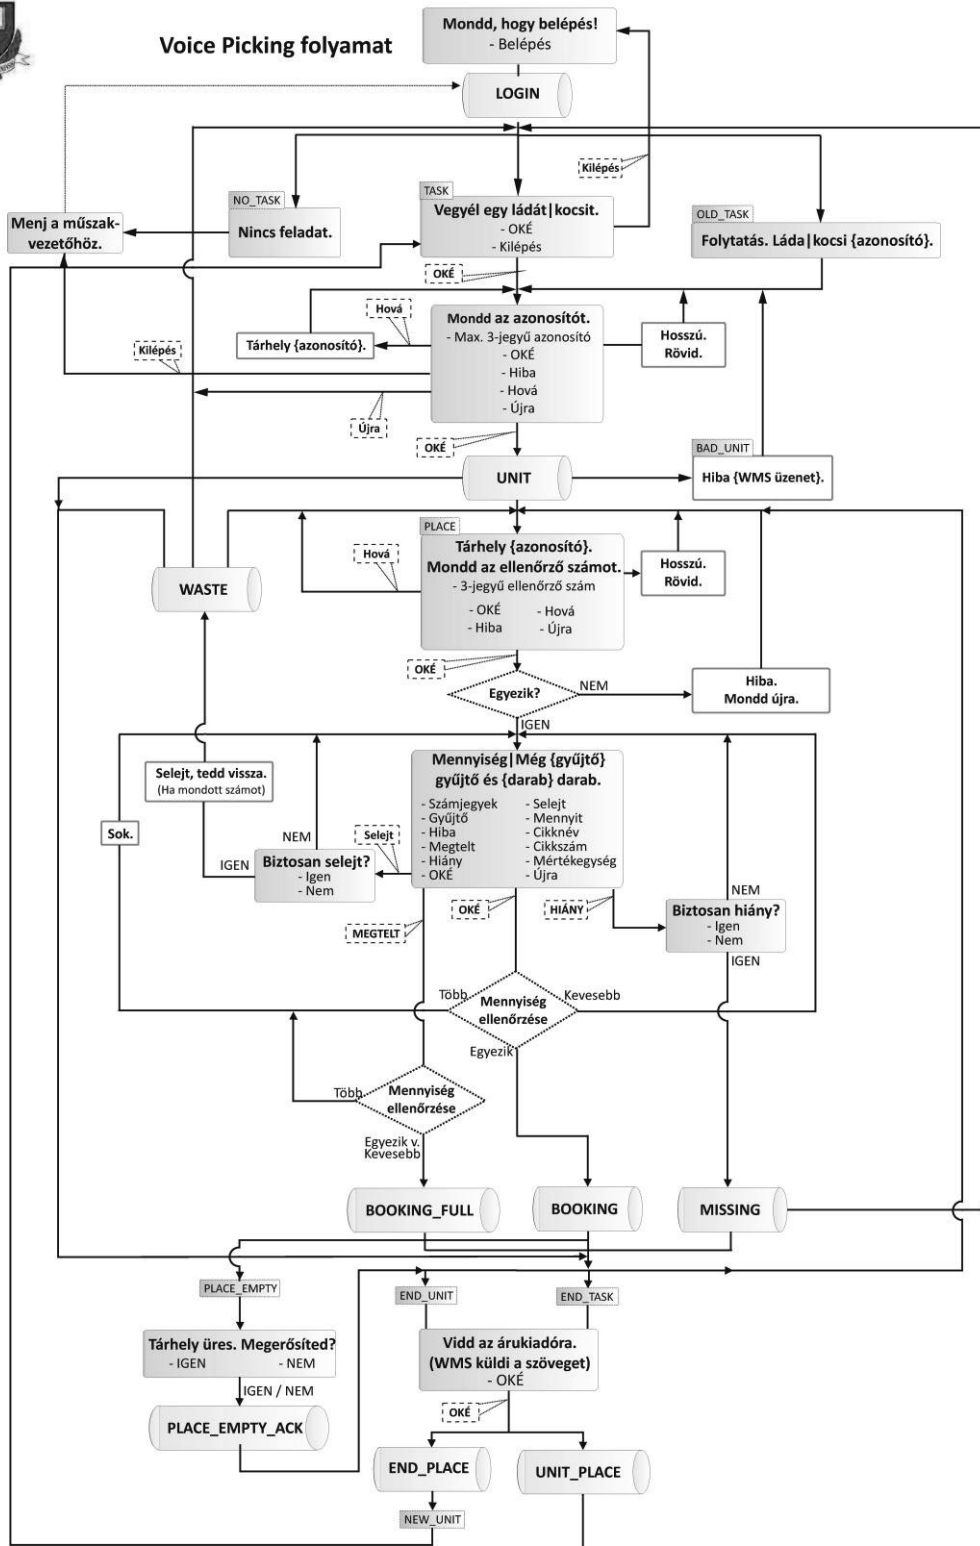 Voice Picking folyamat
Mondd, hogy belépés!
- Belépés
LOGIN
Kilépés
NO_TASK
Nincs feladat.
Menj a műszak-
vezetőhöz.
TASK
Vegyél egy ládát|kocsit.
- OKÉ
- Kilépés
OLD_TASK
Folytatás. Láda|kocsi {azonosító}.
OKÉ
Mondd az azonosítót.
- Max. 3-jegyű azonosító
- OKÉ
- Hiba
- Hová
- Újra
Hová
Tárhely {azonosító}.
Hosszú.
Rövid.
Kilépés
Újra
OKÉ
UNIT
BAD_UNIT
Hiba {WMS üzenet}.
PLACE
Tárhely {azonosító}.
Mondd az ellenőrző számot.
- 3-jegyű ellenőrző szám
- OKÉ - Hová
- Hiba - Újra
Hová
Hosszú.
Rövid.
WASTE
OKÉ
Egyezik?
NEM
Hiba.
Mondd újra.
IGEN
Mennyiség|Még {gyűjtő}
gyűjtő és {darab} darab.
- Számjegyek - Selejt
- Gyűjtő - Mennyit
- Hiba - Cikknév
- Megtelt - Cikkszám
- Hiány - Mértékegység
- OKÉ - Újra
Selejt, tedd vissza.
(Ha mondott számot)
Sok.
NEM
Selejt
IGEN
Biztosan selejt?
- Igen
- Nem
MEGTELT
OKÉ
HIÁNY
NEM
Biztosan hiány?
- Igen
- Nem
IGEN
Több
Mennyiség
ellenőrzése
Kevesebb
Egyezik
Több
Mennyiség
ellenőrzése
Egyezik v.
Kevesebb
BOOKING_FULL
BOOKING
MISSING
PLACE_EMPTY
END_UNIT
END_TASK
Tárhely üres. Megerősíted?
- IGEN - NEM
IGEN / NEM
PLACE_EMPTY_ACK
Vidd az árukiadóra.
(WMS küldi a szöveget)
- OKÉ
OKÉ
END_PLACE
UNIT_PLACE
NEW_UNIT